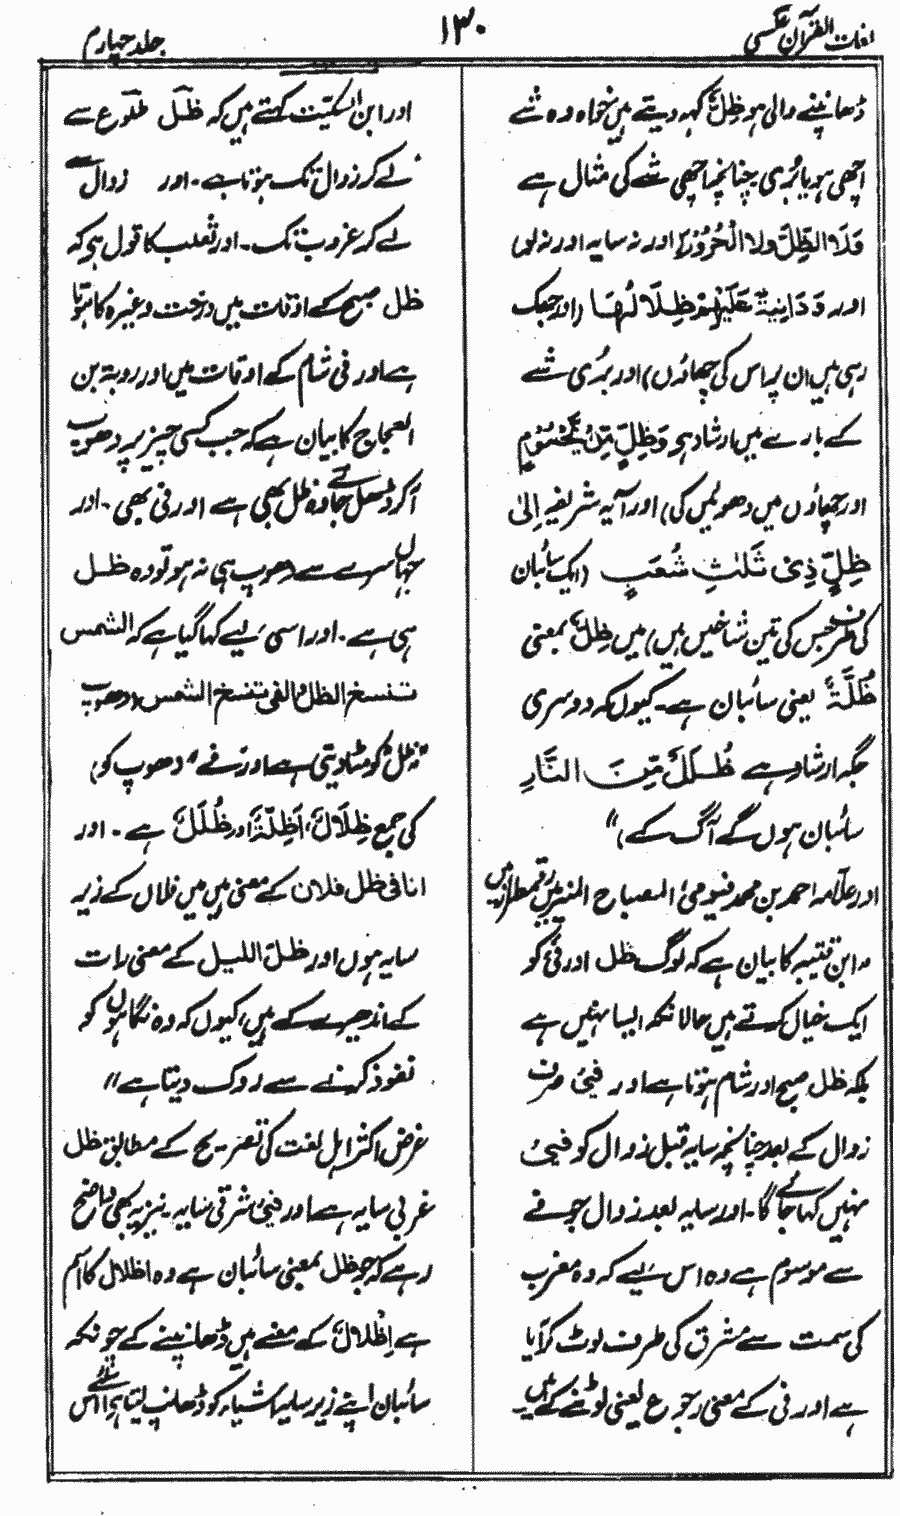 لغات القرآن عکسی
۱۳۰
جلد چہارم
ڈھانپنے والی ہو ظِلٌّ کہہ دیتے ہیں خواہ وہ شے
اچھی ہو یا بُری چنانچہ اچھی شے کی مثال ہے
وَلَا الظِّلُّ وَلَا الْحَرُوْرُ (اور نہ سایہ اور نہ لو)
اور وَدَانِيَةً عَلَيْهِمْ ظِلَالُهَا (اور جھک
رہی ہیں ان پر اس کی چھاؤں) اور بُری شے
کے بارے میں ارشاد ہے وَظِلٍّ مِّنْ يَّحْمُوْمٍ
اور چھاؤں میں دھوئیں کی) اور آیہ شریفہ اِلیٰ
ظِلٍّ ذِیْ ثَلٰثِ شُعَبٍ (ایک سائبان
کی طرف جس کی تین شاخیں ہیں) میں ظِلٌّ بمعنی
ظُلَّةٌ یعنی سائبان ہے۔ کیوں کہ دوسری
جگہ ارشاد ہے ظُلَلٌ مِّنَ النَّارِ
سائبان ہوں گے آگ کے)"
اور علامہ احمد بن محمد فیومیؒ المصباح المنیر میں رقمطراز ہیں
"ابن قتیبہ کا بیان ہے کہ لوگ ظل اور فئ کو
ایک خیال کرتے ہیں حالانکہ ایسا نہیں ہے
بلکہ ظل صبح اور شام ہوتا ہے اور فیئ صرف
زوال کے بعد چنانچہ سایہ قبل زوال کو فیئ
نہیں کہا جائے گا۔ اور سایہ بعد زوال جو فے
سے موسوم ہے وہ اس لیے کہ وہ مغرب
کی سمت سے مشرق کی طرف لوٹ کر آیا
ہے اور فئ کے معنی رجوع یعنی لوٹنے کے ہیں
اور ابن السکیت کہتے ہیں کہ ظل طلوع سے
لے کر زوال تک ہوتا ہے۔ اور زوال سے
لے کر غروب تک۔ اور ثعلب کا قول ہے کہ
ظل صبح کے اوقات میں درخت وغیرہ کا ہوتا
ہے اور فئ شام کے اوقات میں اور روبۃ بن
العجاج کا بیان ہے کہ جب کسی چیز پر دھوپ
آکر ڈھل جائے وہ ظل بھی ہے اور فئ بھی۔ اور
جہاں سرے سے دھوپ ہی نہ ہو تو وہ ظل
ہی ہے۔ اور اسی لیے کہا گیا ہے کہ الشمس
تنسخ الظل والفئ تنسخ الشمس (دھوپ
"ظل" کو مٹا دیتی ہے اور "فے" دھوپ کو)
کی جمع ظِلَالٌ، اَظِلَّةٌ اور ظُلَلٌ ہے۔ اور
انا فی ظل فلان کے معنی ہیں میں فلاں کے زیر
سایہ ہوں اور ظلّ اللیل کے معنی رات
کے اندھیرے کے ہیں، کیوں کہ وہ نگاہوں کو
نفوذ کرنے سے روک دیتا ہے"
غرض اکثر اہل لغت کی تصریح کے مطابق ظل
غربی سایہ ہے اور فیئ شرقی سایہ۔ نیز یہ بھی واضح
رہے کہ جو ظل بمعنی سائبان ہے وہ اظلال کا اسم
ہے اِظْلَالٌ کے معنے ہیں ڈھانپنے کے چونکہ
سائبان اپنے زیر سایہ اشیاء کو ڈھانپ لیتا ہے اس لئے